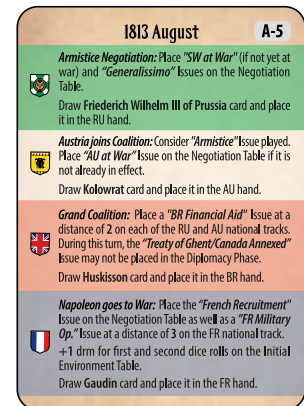 1813 August
A-5
Armistice Negotiation: Place "SW at War" (if not yet at
war) and "Generalissimo" Issues on the Negotiation
Table.
Draw Friederich Wilhelm III of Prussia card and place
it in the RU hand.
Austria joins Coalition: Consider "Armistice" Issue played.
Place "AU at War" Issue on the Negotiation Table if it is
not already in effect.
Draw Kolowrat card and place it in the AU hand.
Grand Coalition: Place a "BR Financial Aid" Issue at a
distance of 2 on each of the RU and AU national tracks.
During this turn, the "Treaty of Ghent/Canada Annexed"
Issue may not be placed in the Diplomacy Phase.
Draw Huskisson card and place it in the BR hand.
Napoleon goes to War: Place the "French Recruitment"
Issue on the Negotiation Table as well as a "FR Military
Op." Issue at a distance of 3 on the FR national track.
+1 drm for first and second dice rolls on the Initial
Environment Table.
Draw Gaudin card and place it in the FR hand.